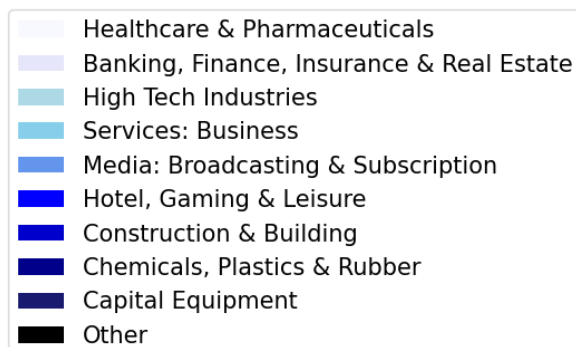 Healthcare & Pharmaceuticals
Banking, Finance, Insurance & Real Estate
High Tech Industries
Services: Business
Media: Broadcasting & Subscription
Hotel, Gaming & Leisure
Construction & Building
Chemicals, Plastics & Rubber
Capital Equipment
Other